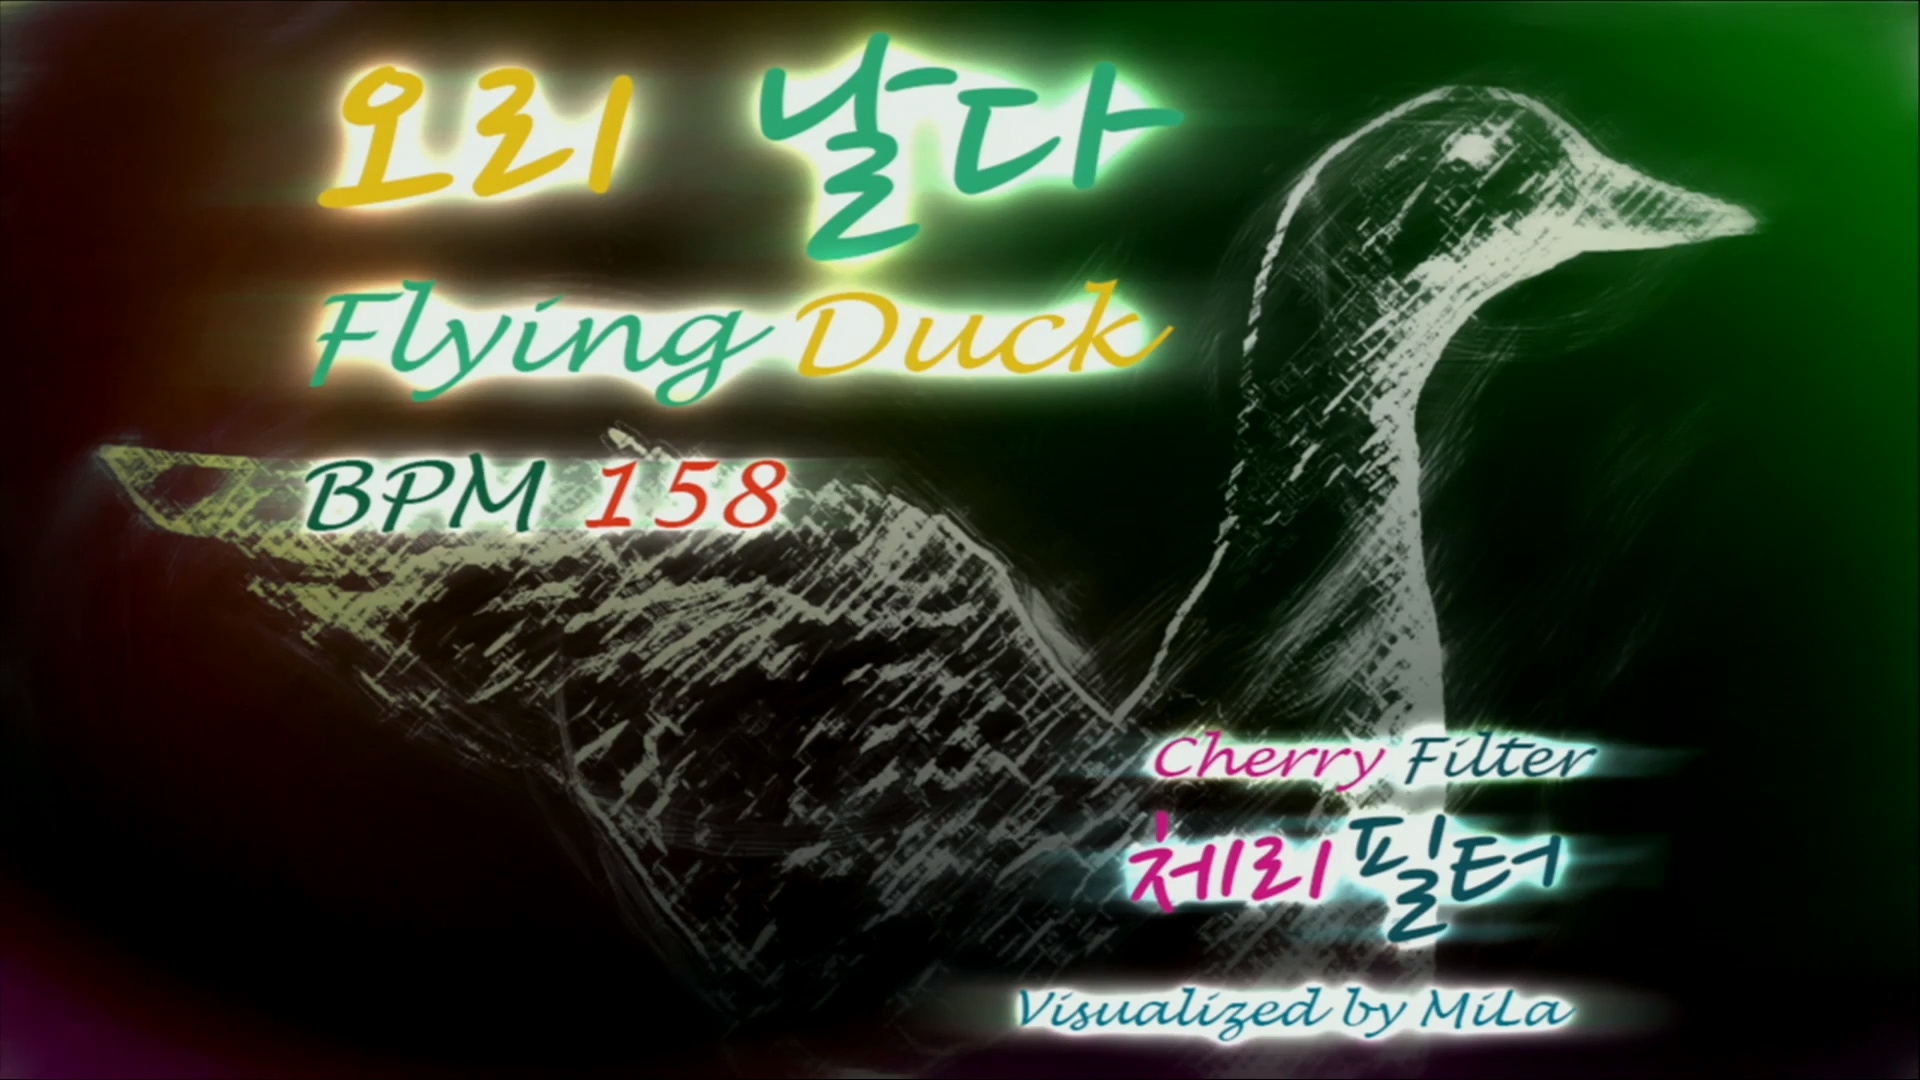 오리 날다
Flying Duck
BPM 158
Cherry Filter
체리필터
Visualized by MiLa